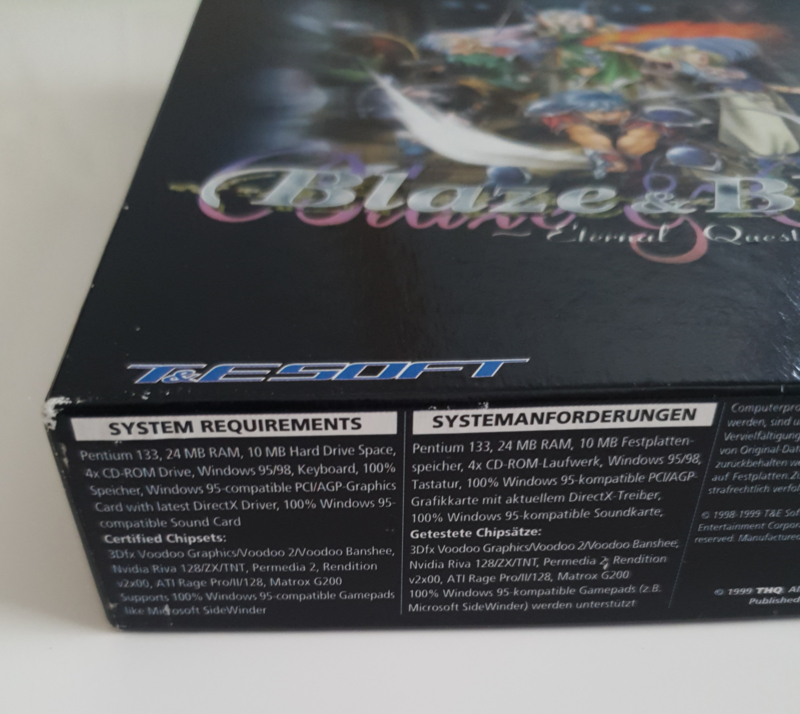 Blaze & B
~ Eternal Quest
T&E SOFT
SYSTEM REQUIREMENTS
Pentium 133, 24 MB RAM, 10 MB Hard Drive Space,
4x CD-ROM Drive, Windows 95/98, Keyboard, 100%
Speicher, Windows 95-compatible PCI/AGP-Graphics
Card with latest DirectX Driver, 100% Windows 95-
compatible Sound Card
Certified Chipsets:
3Dfx Voodoo Graphics/Voodoo 2/Voodoo Banshee,
Nvidia Riva 128/ZX/TNT, Permedia 2, Rendition
v2x00, ATI Rage Pro/II/128, Matrox G200
Supports 100% Windows 95-compatible Gamepads
like Microsoft SideWinder
SYSTEMANFORDERUNGEN
Pentium 133, 24 MB RAM, 10 MB Festplatten-
speicher, 4x CD-ROM-Laufwerk, Windows 95/98,
Tastatur, 100% Windows 95-kompatible PCI/AGP-
Grafikkarte mit aktuellem DirectX-Treiber,
100% Windows 95-kompatible Soundkarte,
Getestete Chipsätze:
3Dfx Voodoo Graphics/Voodoo 2/Voodoo Banshee,
Nvidia Riva 128/ZX/TNT, Permedia 2, Rendition
v2x00, ATI Rage Pro/II/128, Matrox G200
100% Windows 95-kompatible Gamepads (z.B.
Microsoft SideWinder) werden unterstützt
Computerpro
werden, sind u
Vervielfältigung
von Original-Dat
zurückbehalten w
auf Festplatten. Zu
strafrechtlich verfol
© 1998-1999 T&E Sof
Entertainment Corpor
reserved. Manufactured
© 1999 THQ. Al
Published